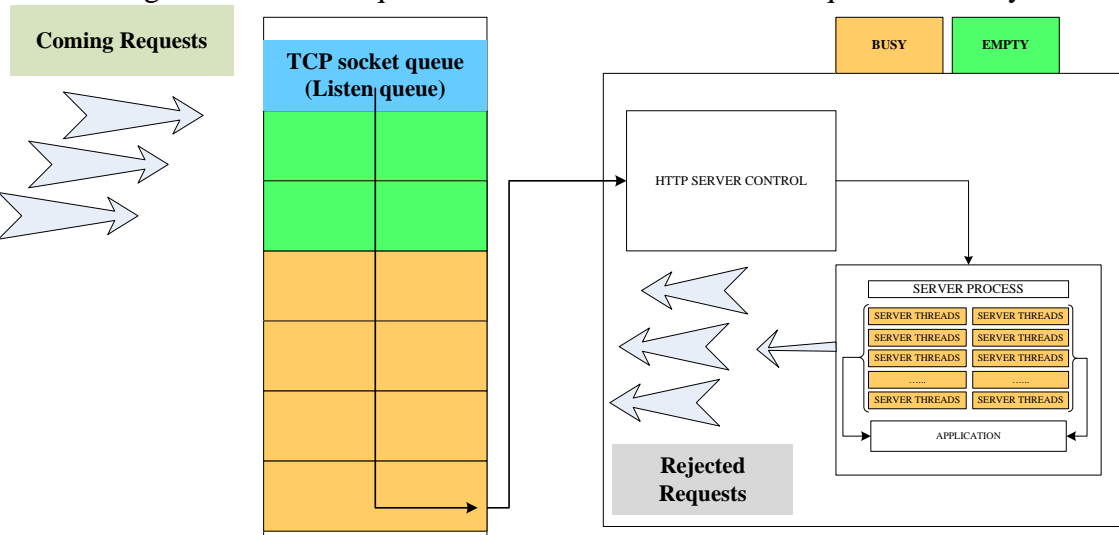 Coming Requests
TCP socket queue
(Listen queue)
BUSY
EMPTY
HTTP SERVER CONTROL
SERVER PROCESS
SERVER THREADS SERVER THREADS
SERVER THREADS SERVER THREADS
SERVER THREADS SERVER THREADS
…... …...
SERVER THREADS SERVER THREADS
APPLICATION
Rejected
Requests